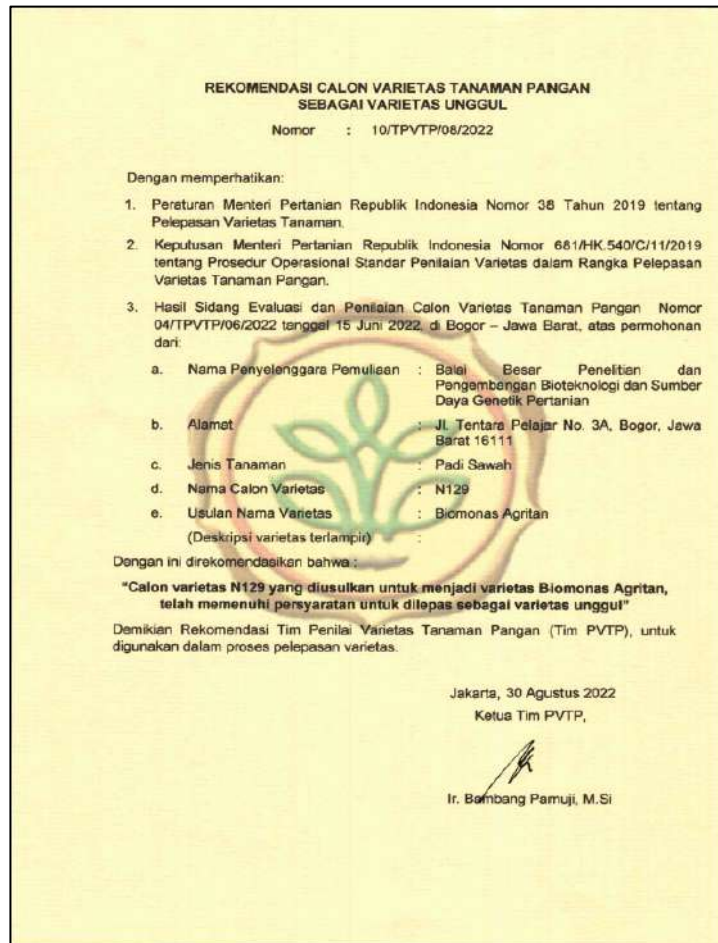 REKOMENDASI CALON VARIETAS TANAMAN PANGAN
SEBAGAI VARIETAS UNGGUL
Nomor : 10/TPVTP/08/2022
Dengan memperhatikan:
1. Peraturan Menteri Pertanian Republik Indonesia Nomor 38 Tahun 2019 tentang
Pelepasan Varietas Tanaman.
2. Keputusan Menteri Pertanian Republik Indonesia Nomor 681/HK.540/C/11/2019
tentang Prosedur Operasional Standar Penilaian Varietas dalam Rangka Pelepasan
Varietas Tanaman Pangan.
3. Hasil Sidang Evaluasi dan Penilaian Calon Varietas Tanaman Pangan Nomor
04/TPVTP/06/2022 tanggal 15 Juni 2022, di Bogor – Jawa Barat, atas permohonan
dari:
a. Nama Penyelenggara Pemuliaan : Balai Besar Penelitian dan
Pengembangan Bioteknologi dan Sumber
Daya Genetik Pertanian
b. Alamat : Jl. Tentara Pelajar No. 3A, Bogor, Jawa
Barat 16111
c. Jenis Tanaman : Padi Sawah
d. Nama Calon Varietas : N129
e. Usulan Nama Varietas : Biomonas Agritan
(Deskripsi varietas terlampir) :
Dengan ini direkomendasikan bahwa :
"Calon varietas N129 yang diusulkan untuk menjadi varietas Biomonas Agritan,
telah memenuhi persyaratan untuk dilepas sebagai varietas unggul"
Demikian Rekomendasi Tim Penilai Varietas Tanaman Pangan (Tim PVTP), untuk
digunakan dalam proses pelepasan varietas.
Jakarta, 30 Agustus 2022
Ketua Tim PVTP,
Ir. Bambang Pamuji, M.Si